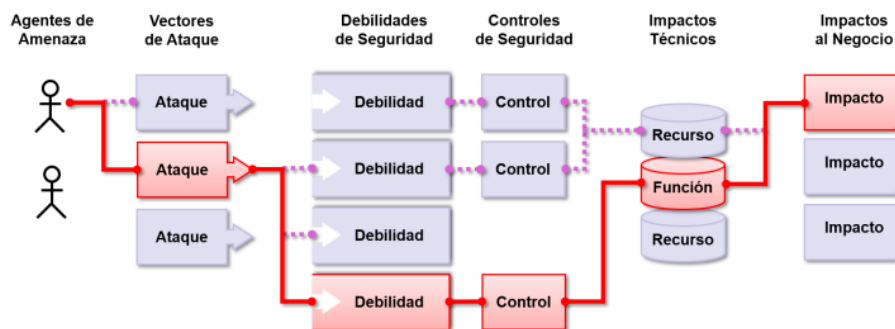 Agentes de Amenaza
Vectores de Ataque
Debilidades de Seguridad
Controles de Seguridad
Impactos Técnicos
Impactos al Negocio
Ataque
Debilidad
Control
Impacto
Recurso
Ataque
Debilidad
Control
Función
Impacto
Ataque
Debilidad
Recurso
Impacto
Debilidad
Control